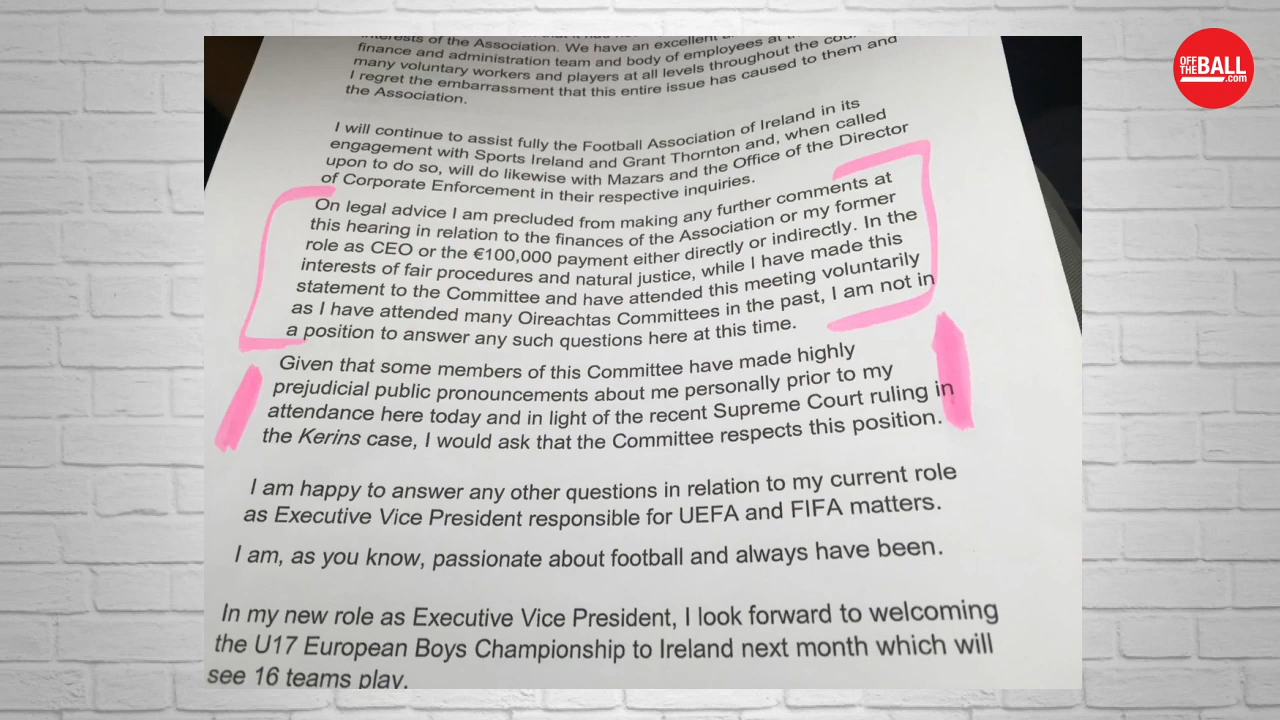 OFF
THE BALL
.com
interests of the Association. We have an excellent
finance and administration team and body of employees at
many voluntary workers and players at all levels throughout the
I regret the embarrassment that this entire issue has caused to them and
the Association.
I will continue to assist fully the Football Association of Ireland in its
engagement with Sports Ireland and Grant Thornton and, when called
upon to do so, will do likewise with Mazars and the Office of the Director
of Corporate Enforcement in their respective inquiries.
On legal advice I am precluded from making any further comments at
this hearing in relation to the finances of the Association or my former
role as CEO or the €100,000 payment either directly or indirectly. In the
interests of fair procedures and natural justice, while I have made this
statement to the Committee and have attended this meeting voluntarily
as I have attended many Oireachtas Committees in the past, I am not in
a position to answer any such questions here at this time.
Given that some members of this Committee have made highly
prejudicial public pronouncements about me personally prior to my
attendance here today and in light of the recent Supreme Court ruling in
the Kerins case, I would ask that the Committee respects this position.
I am happy to answer any other questions in relation to my current role
as Executive Vice President responsible for UEFA and FIFA matters.
I am, as you know, passionate about football and always have been.
In my new role as Executive Vice President, I look forward to welcoming
the U17 European Boys Championship to Ireland next month which will
see 16 teams play.